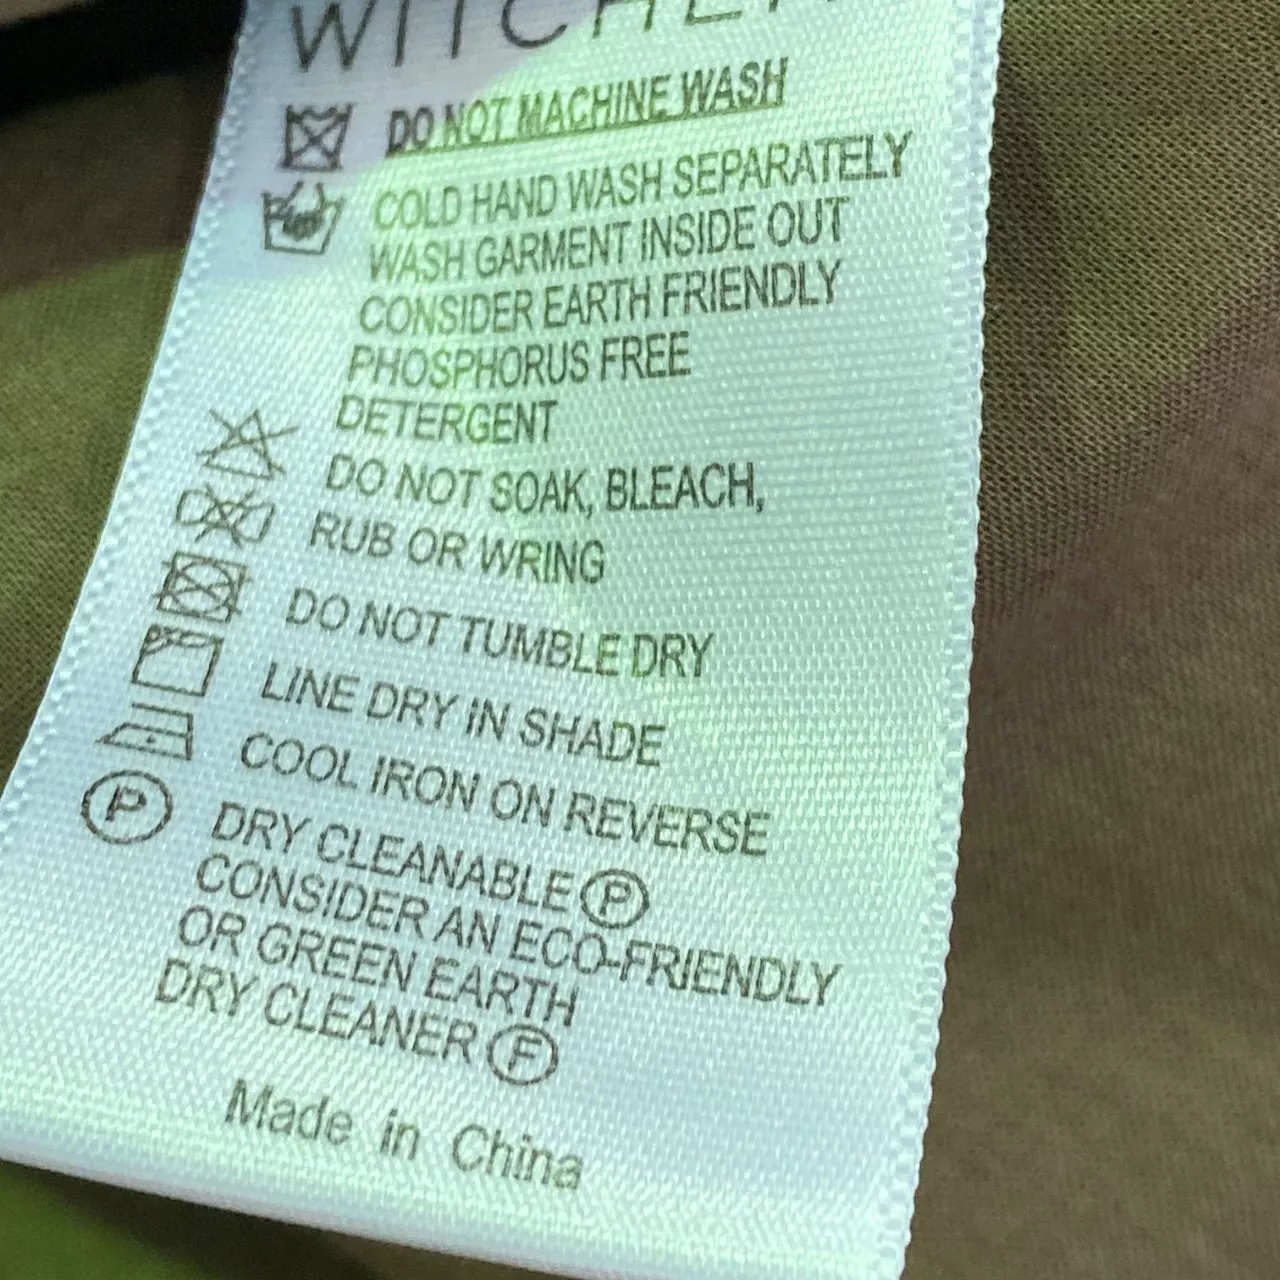 WITCHERY
DO NOT MACHINE WASH
COLD HAND WASH SEPARATELY
WASH GARMENT INSIDE OUT
CONSIDER EARTH FRIENDLY
PHOSPHORUS FREE
DETERGENT
DO NOT SOAK, BLEACH,
RUB OR WRING
DO NOT TUMBLE DRY
LINE DRY IN SHADE
COOL IRON ON REVERSE
P
DRY CLEANABLE P
CONSIDER AN ECO-FRIENDLY
OR GREEN EARTH
DRY CLEANER F
Made in China